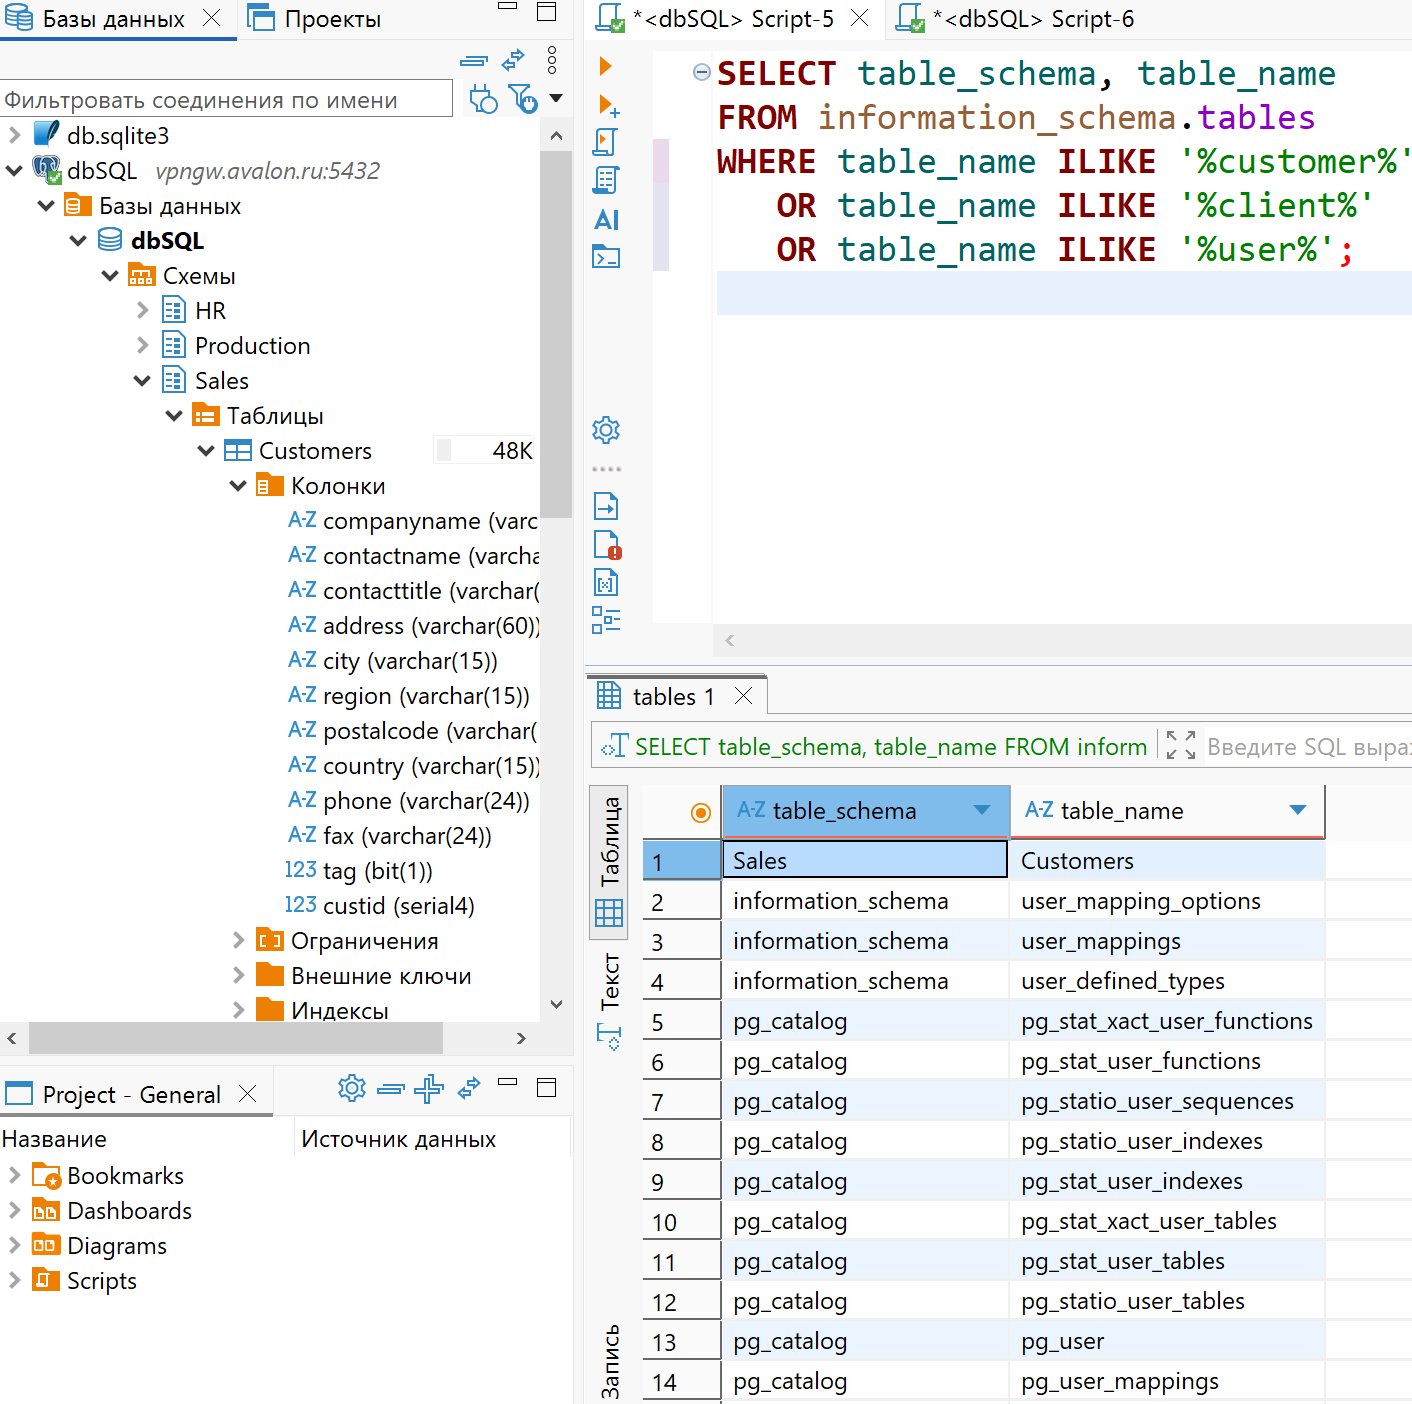 Базы данных
Проекты
Фильтровать соединения по имени
db.sqlite3
dbSQL vpngw.avalon.ru:5432
Базы данных
dbSQL
Схемы
HR
Production
Sales
Таблицы
Customers 48K
Колонки
A-Z companyname (varc
A-Z contactname (varcha
A-Z contacttitle (varchar(
A-Z address (varchar(60))
A-Z city (varchar(15))
A-Z region (varchar(15))
A-Z postalcode (varchar(
A-Z country (varchar(15))
A-Z phone (varchar(24))
A-Z fax (varchar(24))
123 tag (bit(1))
123 custid (serial4)
Ограничения
Внешние ключи
Индексы
Project - General
Название Источник данных
Bookmarks
Dashboards
Diagrams
Scripts
*<dbSQL> Script-5
*<dbSQL> Script-6
AI
SELECT table_schema, table_name
FROM information_schema.tables
WHERE table_name ILIKE '%customer%'
OR table_name ILIKE '%client%'
OR table_name ILIKE '%user%';
tables 1
SELECT table_schema, table_name FROM inform
Введите SQL выраж
Таблица
Текст
Запись
A-Z table_schema A-Z table_name
1 Sales Customers
2 information_schema user_mapping_options
3 information_schema user_mappings
4 information_schema user_defined_types
5 pg_catalog pg_stat_xact_user_functions
6 pg_catalog pg_stat_user_functions
7 pg_catalog pg_statio_user_sequences
8 pg_catalog pg_statio_user_indexes
9 pg_catalog pg_stat_user_indexes
10 pg_catalog pg_stat_xact_user_tables
11 pg_catalog pg_stat_user_tables
12 pg_catalog pg_statio_user_tables
13 pg_catalog pg_user
14 pg_catalog pg_user_mappings